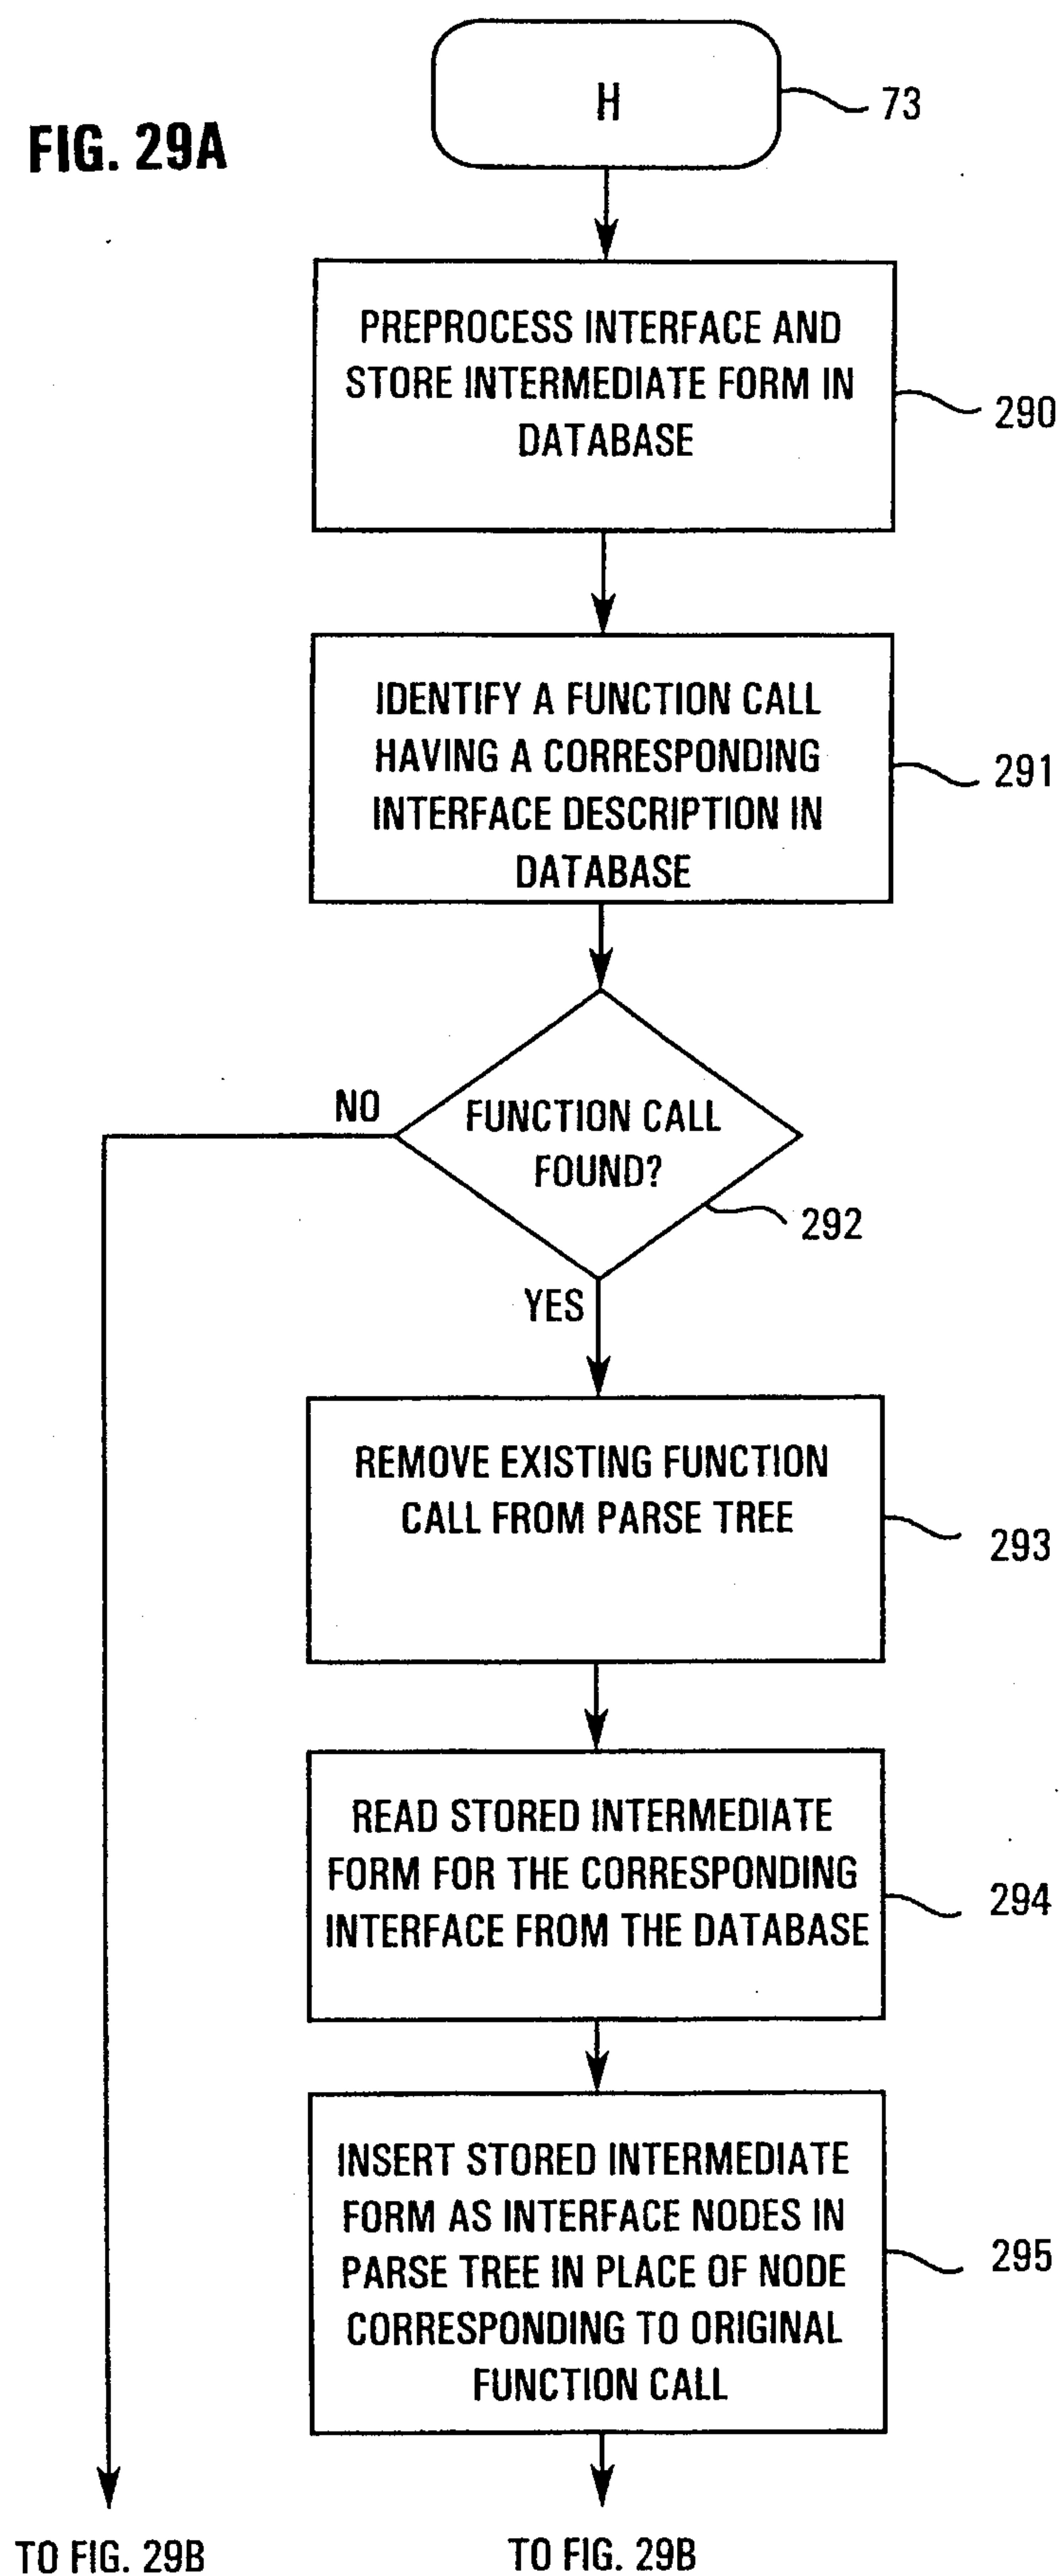 FIG. 29A
H
73
PREPROCESS INTERFACE AND
STORE INTERMEDIATE FORM IN
DATABASE
290
IDENTIFY A FUNCTION CALL
HAVING A CORRESPONDING
INTERFACE DESCRIPTION IN
DATABASE
291
NO
FUNCTION CALL
FOUND?
292
YES
REMOVE EXISTING FUNCTION
CALL FROM PARSE TREE
293
READ STORED INTERMEDIATE
FORM FOR THE CORRESPONDING
INTERFACE FROM THE DATABASE
294
INSERT STORED INTERMEDIATE
FORM AS INTERFACE NODES IN
PARSE TREE IN PLACE OF NODE
CORRESPONDING TO ORIGINAL
FUNCTION CALL
295
TO FIG. 29B
TO FIG. 29B